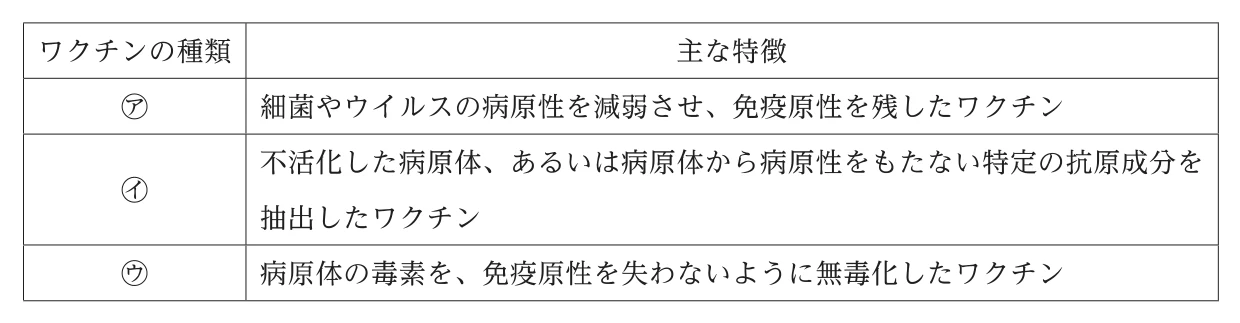 ワクチンの種類 主な特徴
㋐ 細菌やウイルスの病原性を減弱させ、免疫原性を残したワクチン
㋑ 不活化した病原体、あるいは病原体から病原性をもたない特定の抗原成分を
抽出したワクチン
㋒ 病原体の毒素を、免疫原性を失わないように無毒化したワクチン